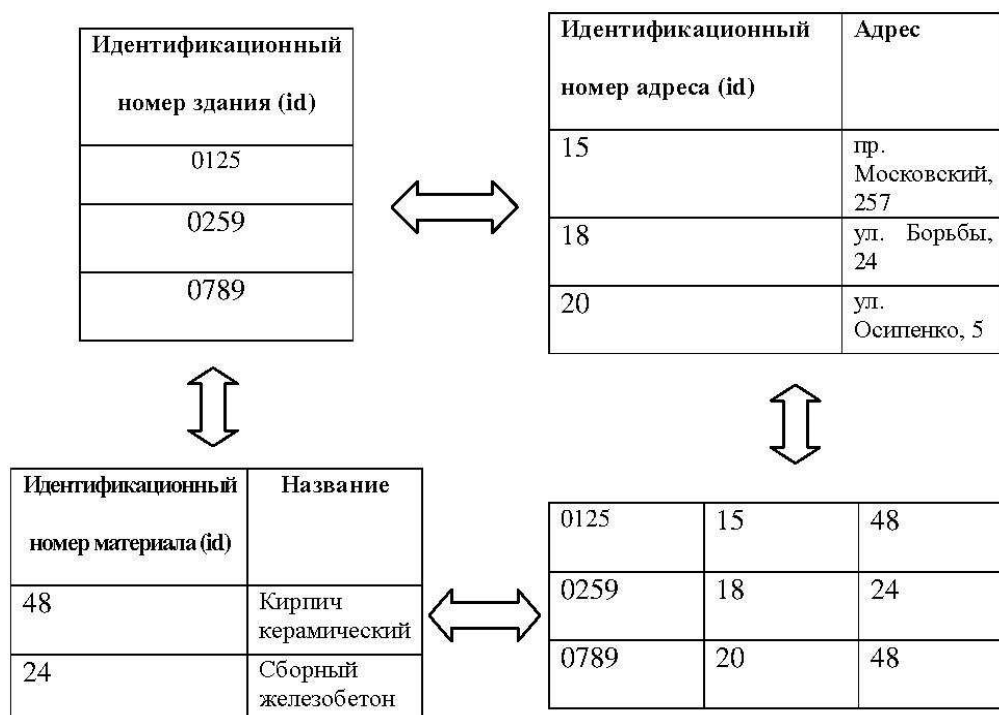 Идентификационный
номер здания (id)
0125
0259
0789
Идентификационный
номер адреса (id)
Адрес
15
пр.
Московский,
257
18
ул. Борьбы,
24
20
ул.
Осипенко, 5
Идентификационный
номер материала (id)
Название
48
Кирпич
керамический
24
Сборный
железобетон
0125 15 48
0259 18 24
0789 20 48